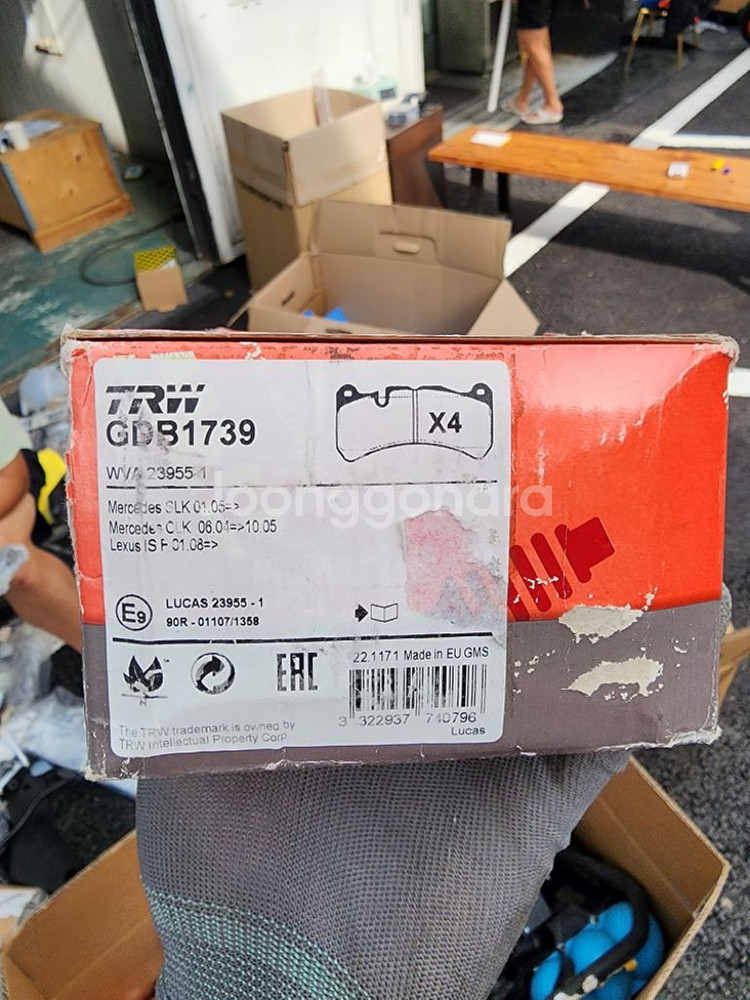 TRW
GDB1739
X4
WVA 23955-1
Mercedes SLK 01.05=>
Mercedes CLK 06.04=>10.05
Lexus IS F 01.08=>
joonggonara
E9
LUCAS 23955 - 1
90R - 01107/1358
22.1171 Made in EU GMS
EAC
3 322937 740796
Lucas
The TRW trademark is owned by
TRW Intellectual Property Corp.